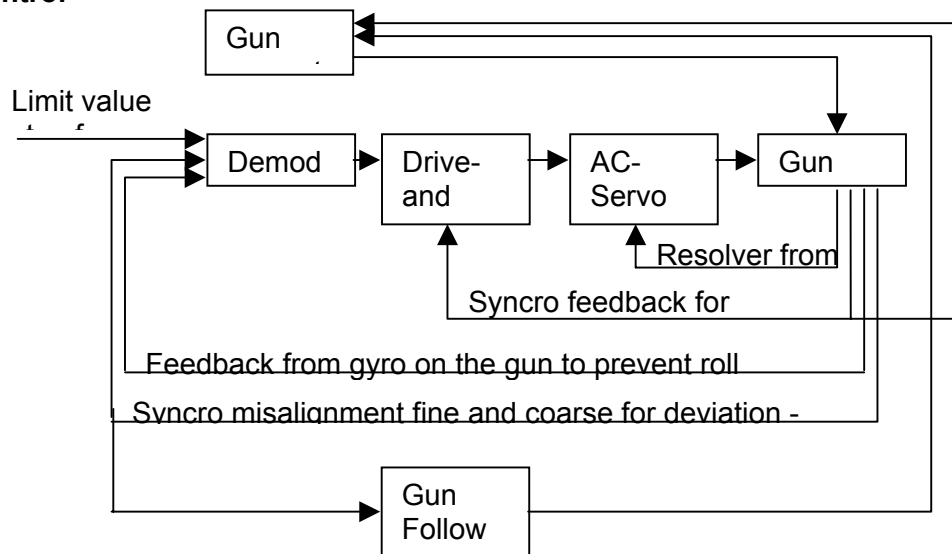 Gun
Limit value
Demod
Drive-
and
AC-
Servo
Gun
Resolver from
Syncro feedback for
Feedback from gyro on the gun to prevent roll
Syncro misalignment fine and coarse for deviation -
Gun
Follow